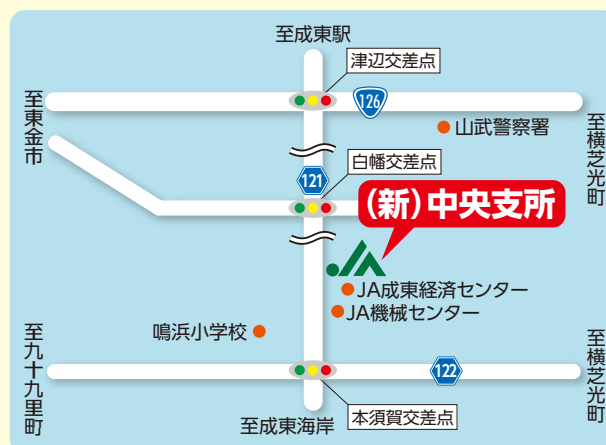 至成東駅
津辺交差点
126
至東金市
山武警察署
至横芝光町
白幡交差点
121
(新)中央支所
JA成東経済センター
JA機械センター
鳴浜小学校
至九十九里町
122
至横芝光町
本須賀交差点
至成東海岸